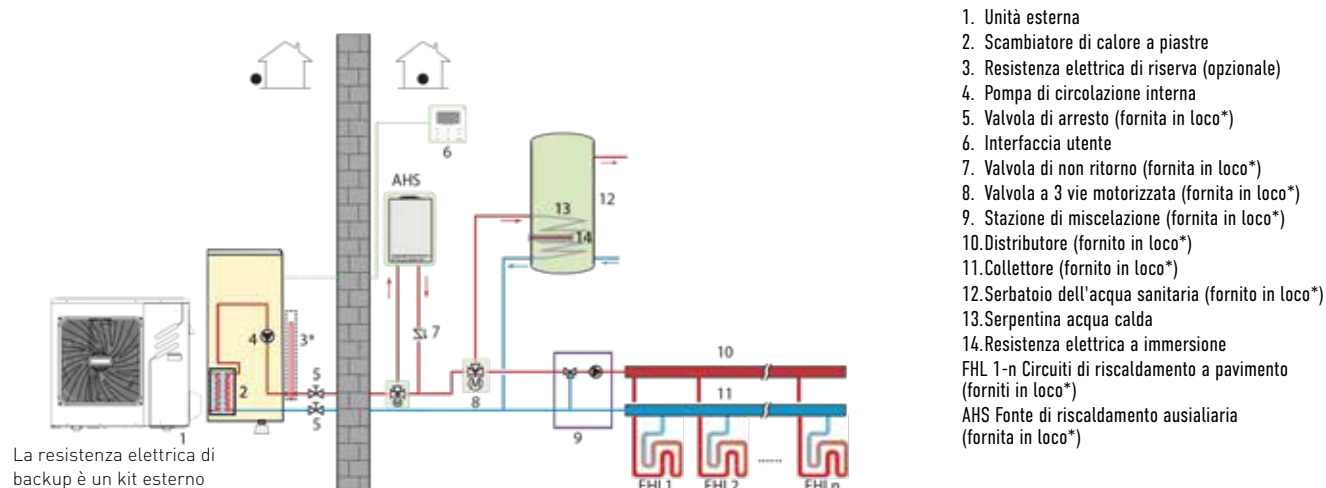 AHS
6
12
13
14
7
4
3*
5
2
8
10
11
5
9
1
FHL1
FHL2
......
FHLn
La resistenza elettrica di
backup è un kit esterno
1. Unità esterna
2. Scambiatore di calore a piastre
3. Resistenza elettrica di riserva (opzionale)
4. Pompa di circolazione interna
5. Valvola di arresto (fornita in loco*)
6. Interfaccia utente
7. Valvola di non ritorno (fornita in loco*)
8. Valvola a 3 vie motorizzata (fornita in loco*)
9. Stazione di miscelazione (fornita in loco*)
10.Distributore (fornito in loco*)
11.Collettore (fornito in loco*)
12.Serbatoio dell'acqua sanitaria (fornito in loco*)
13.Serpentina acqua calda
14.Resistenza elettrica a immersione
FHL 1-n Circuiti di riscaldamento a pavimento
(forniti in loco*)
AHS Fonte di riscaldamento ausialiaria
(fornita in loco*)